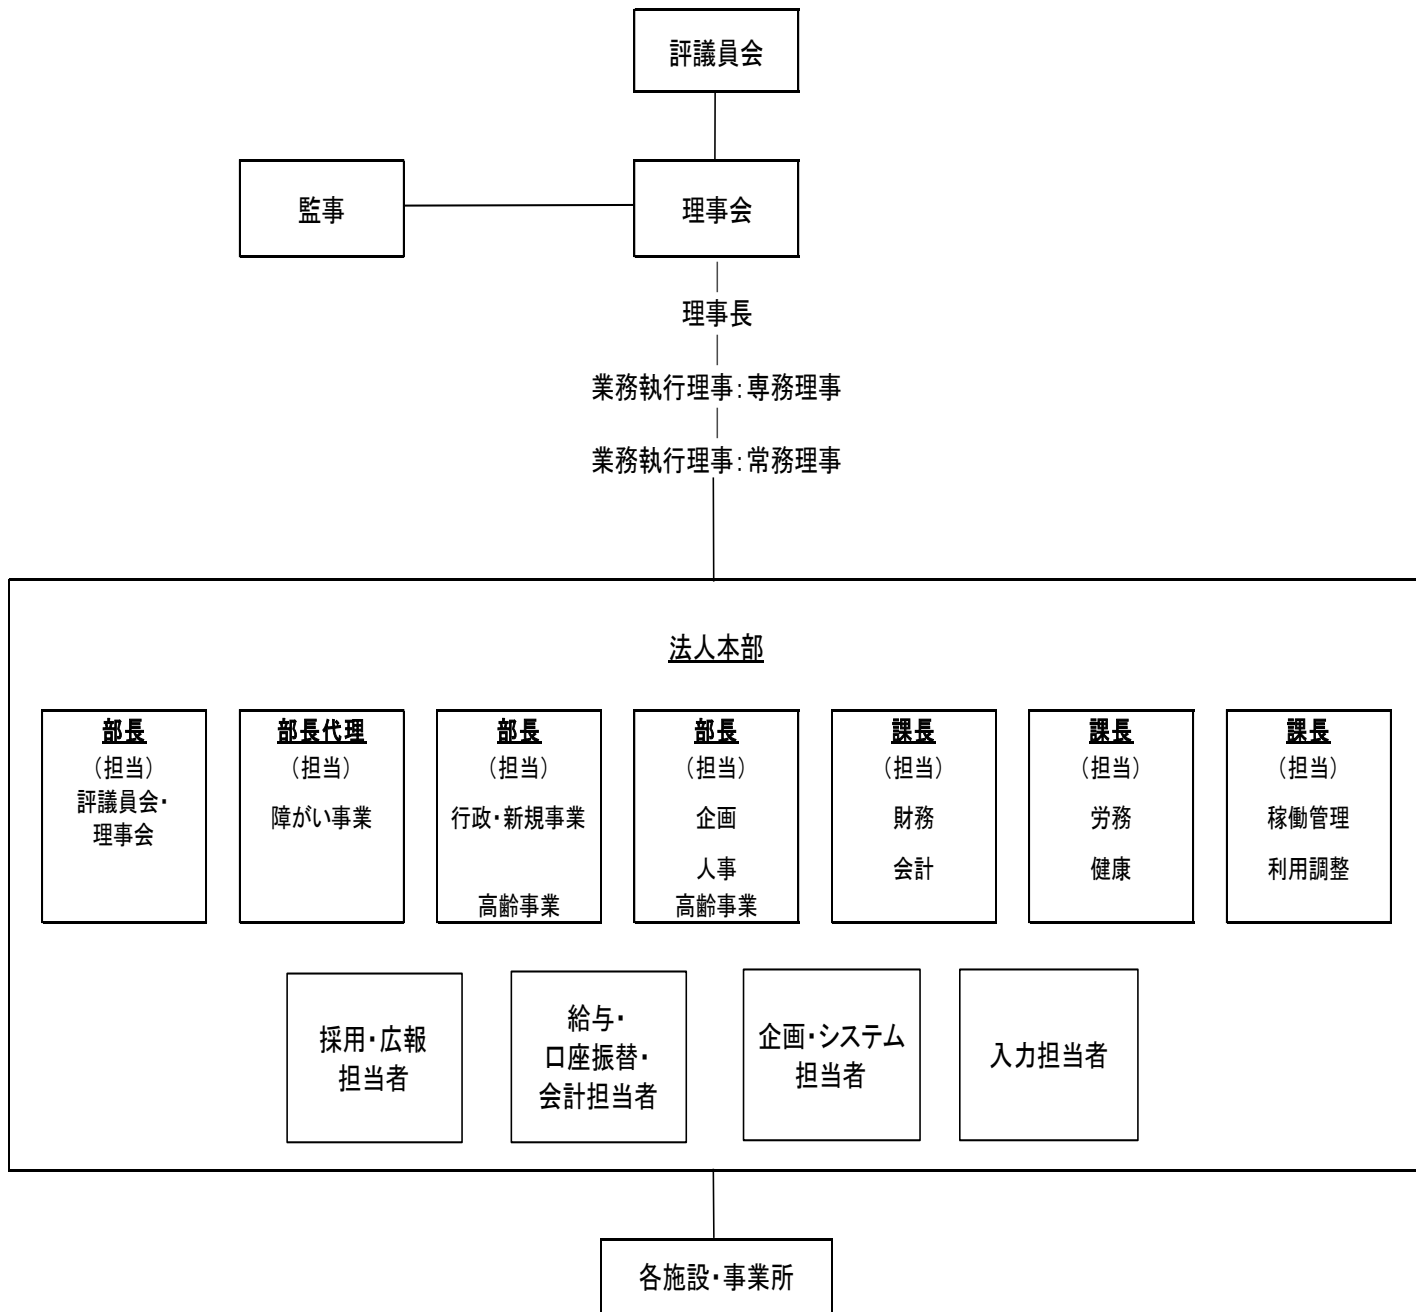 評議員会
監事
理事会
理事長
業務執行理事：専務理事
業務執行理事：常務理事
法人本部
部長
（担当）
評議員会・
理事会
部長代理
（担当）
障がい事業
部長
（担当）
行政・新規事業
高齢事業
部長
（担当）
企画
人事
高齢事業
課長
（担当）
財務
会計
課長
（担当）
労務
健康
課長
（担当）
稼働管理
利用調整
採用・広報
担当者
給与・
口座振替・
会計担当者
企画・システム
担当者
入力担当者
各施設・事業所